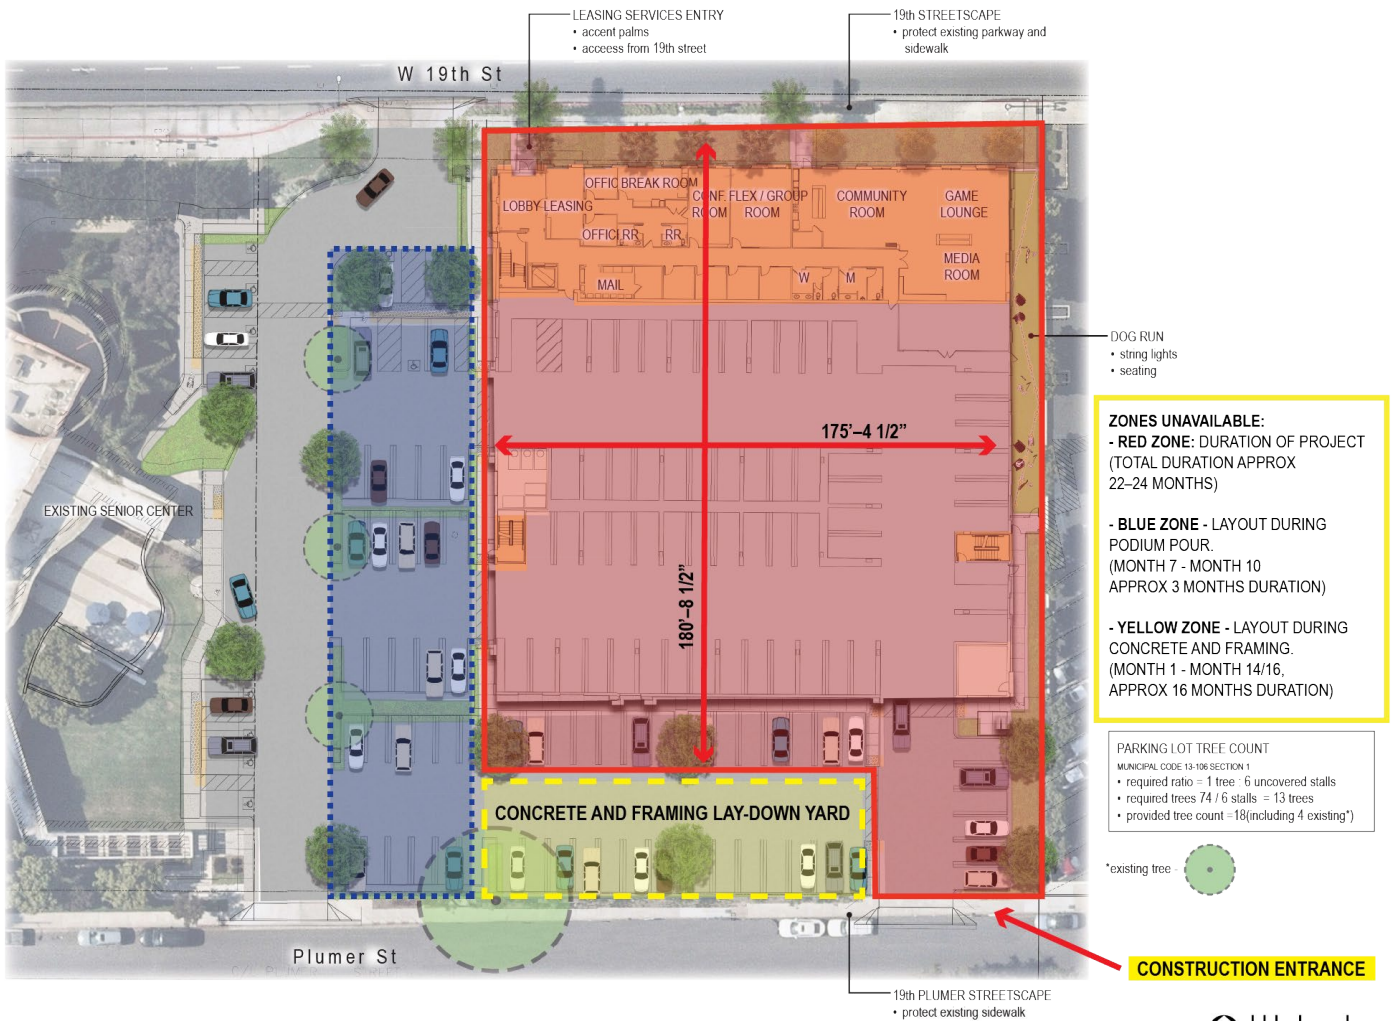 LEASING SERVICES ENTRY
• accent palms
• acceess from 19th street
19th STREETSCAPE
• protect existing parkway and
sidewalk
W 19th St
OFFIC BREAK ROOM
LOBBY-LEASING
CONF. FLEX / GROUP
ROOM ROOM
COMMUNITY
ROOM
GAME
LOUNGE
OFFICI RR RR
MEDIA
ROOM
MAIL
W M
DOG RUN
• string lights
• seating
175'–4 1/2"
180'–8 1/2"
EXISTING SENIOR CENTER
ZONES UNAVAILABLE:
- RED ZONE: DURATION OF PROJECT
(TOTAL DURATION APPROX
22–24 MONTHS)
- BLUE ZONE - LAYOUT DURING
PODIUM POUR.
(MONTH 7 - MONTH 10
APPROX 3 MONTHS DURATION)
- YELLOW ZONE - LAYOUT DURING
CONCRETE AND FRAMING.
(MONTH 1 - MONTH 14/16,
APPROX 16 MONTHS DURATION)
PARKING LOT TREE COUNT
MUNICIPAL CODE 13-106 SECTION 1
• required ratio = 1 tree : 6 uncovered stalls
• required trees 74 / 6 stalls = 13 trees
• provided tree count =18(including 4 existing*)
*existing tree
CONCRETE AND FRAMING LAY-DOWN YARD
Plumer St
C/L PLUMER STREET
CONSTRUCTION ENTRANCE
19th PLUMER STREETSCAPE
• protect existing sidewalk